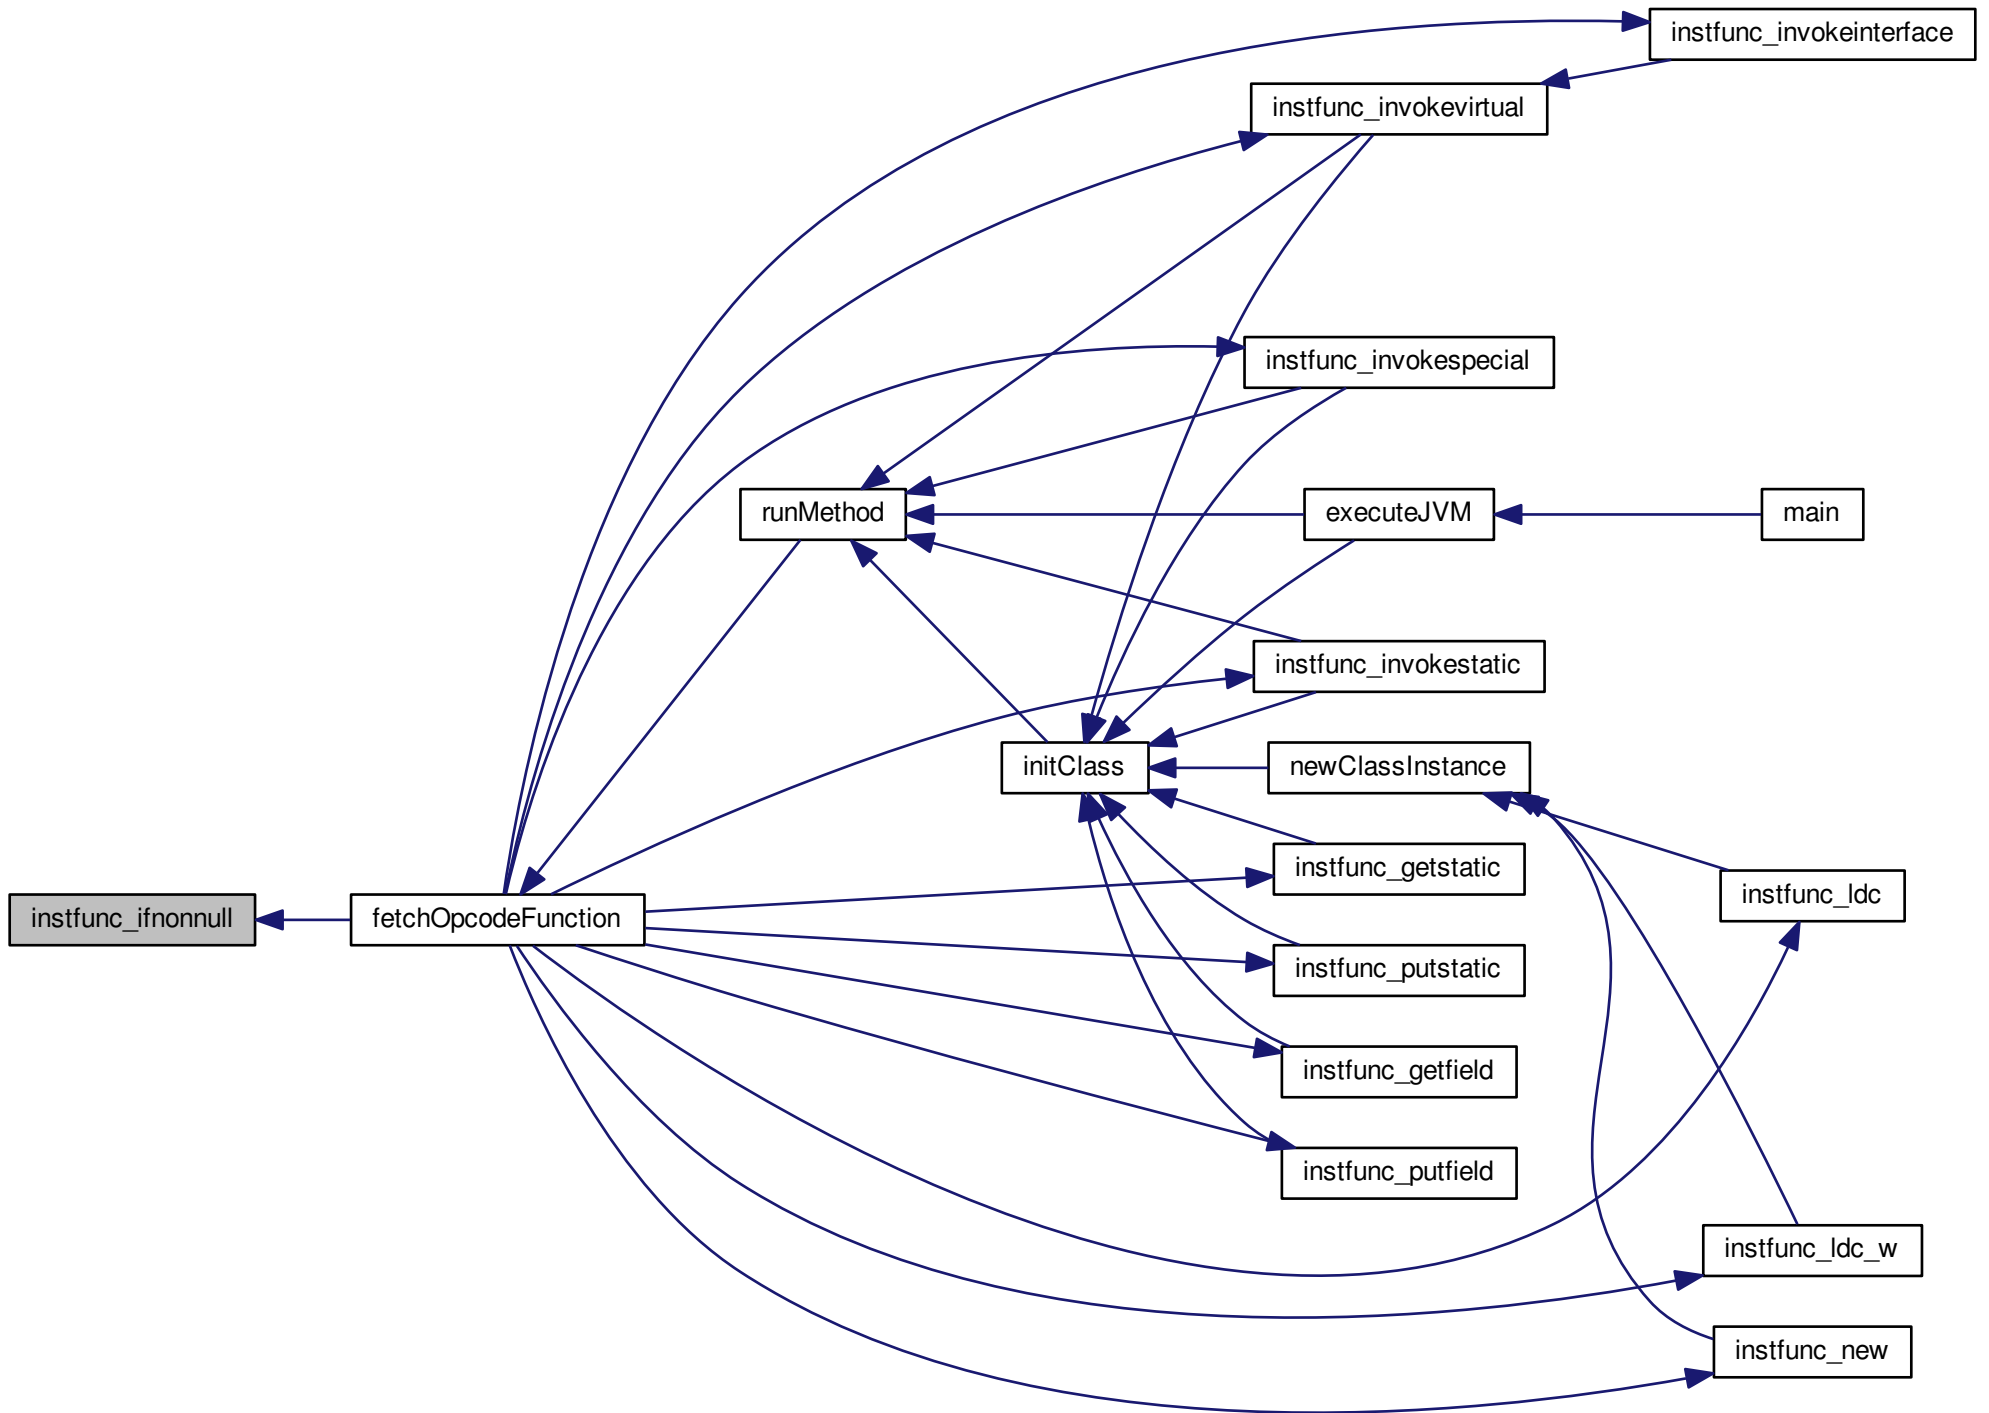 instfunc_invokeinterface
instfunc_invokevirtual
instfunc_invokespecial
runMethod
executeJVM
main
instfunc_invokestatic
initClass
newClassInstance
instfunc_getstatic
instfunc_ldc
instfunc_ifnonnull
fetchOpcodeFunction
instfunc_putstatic
instfunc_getfield
instfunc_putfield
instfunc_ldc_w
instfunc_new